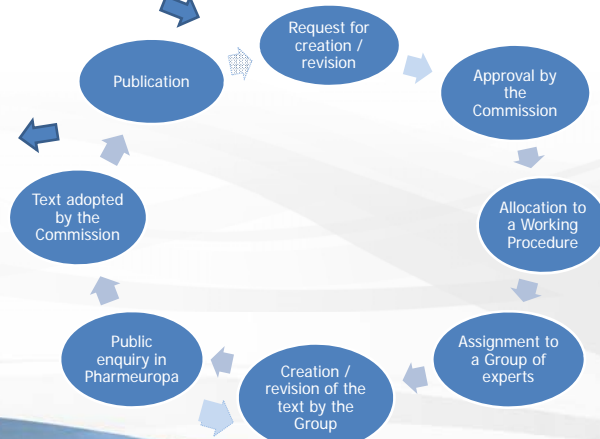 Request for
creation /
revision
Approval by
the
Commission
Allocation to
a Working
Procedure
Assignment to
a Group of
experts
Creation /
revision of the
text by the
Group
Public
enquiry in
Pharmeuropa
Text adopted
by the
Commission
Publication